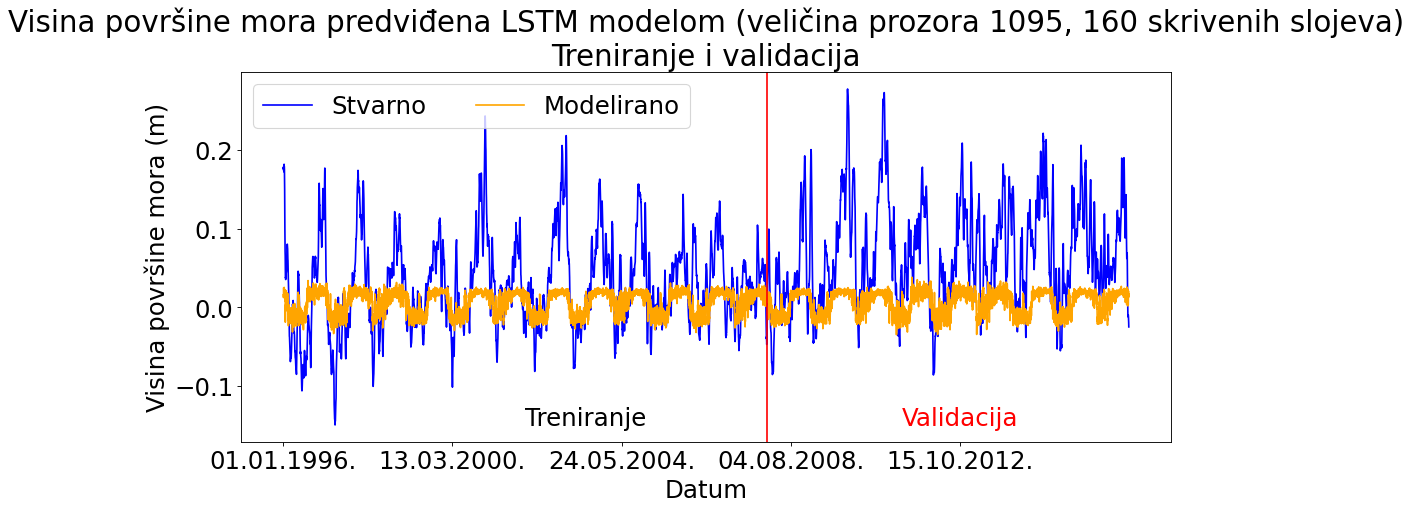 Visina površine mora predviđena LSTM modelom (veličina prozora 1095, 160 skrivenih slojeva)
Treniranje i validacija
Stvarno
Modelirano
Visina površine mora (m)
0.2
0.1
0.0
−0.1
Treniranje
Validacija
01.01.1996.
13.03.2000.
24.05.2004.
04.08.2008.
15.10.2012.
Datum